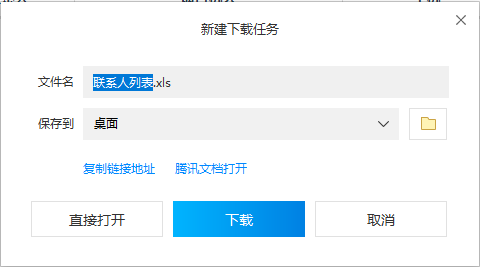 新建下载任务
文件名 联系人列表.xls
保存到 桌面
复制链接地址 腾讯文档打开
直接打开 下载 取消